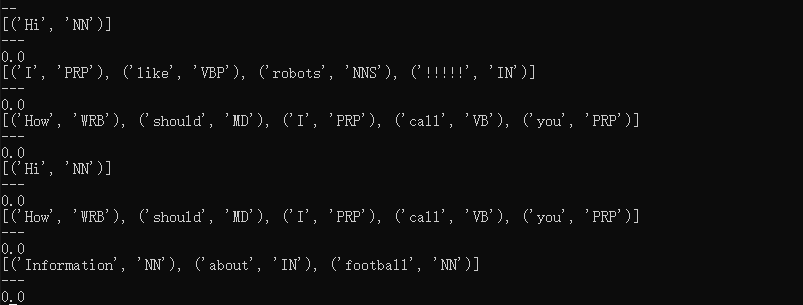 --
[('Hi', 'NN')]
---
0.0
[('I', 'PRP'), ('like', 'VBP'), ('robots', 'NNS'), ('!!!!!', 'IN')]
---
0.0
[('How', 'WRB'), ('should', 'MD'), ('I', 'PRP'), ('call', 'VB'), ('you', 'PRP')]
---
0.0
[('Hi', 'NN')]
---
0.0
[('How', 'WRB'), ('should', 'MD'), ('I', 'PRP'), ('call', 'VB'), ('you', 'PRP')]
---
0.0
[('Information', 'NN'), ('about', 'IN'), ('football', 'NN')]
---
0.0